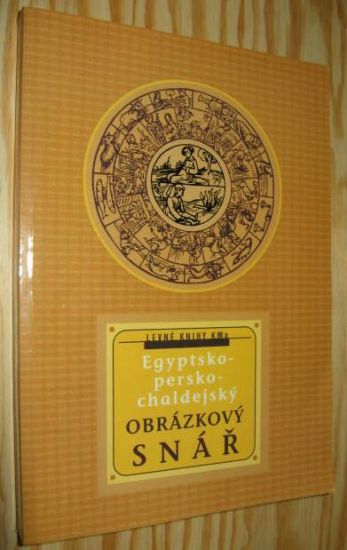 LEVNÉ KNIHY KMa
Egyptsko-
persko-
chaldejský
OBRÁZKOVÝ
SNÁŘ